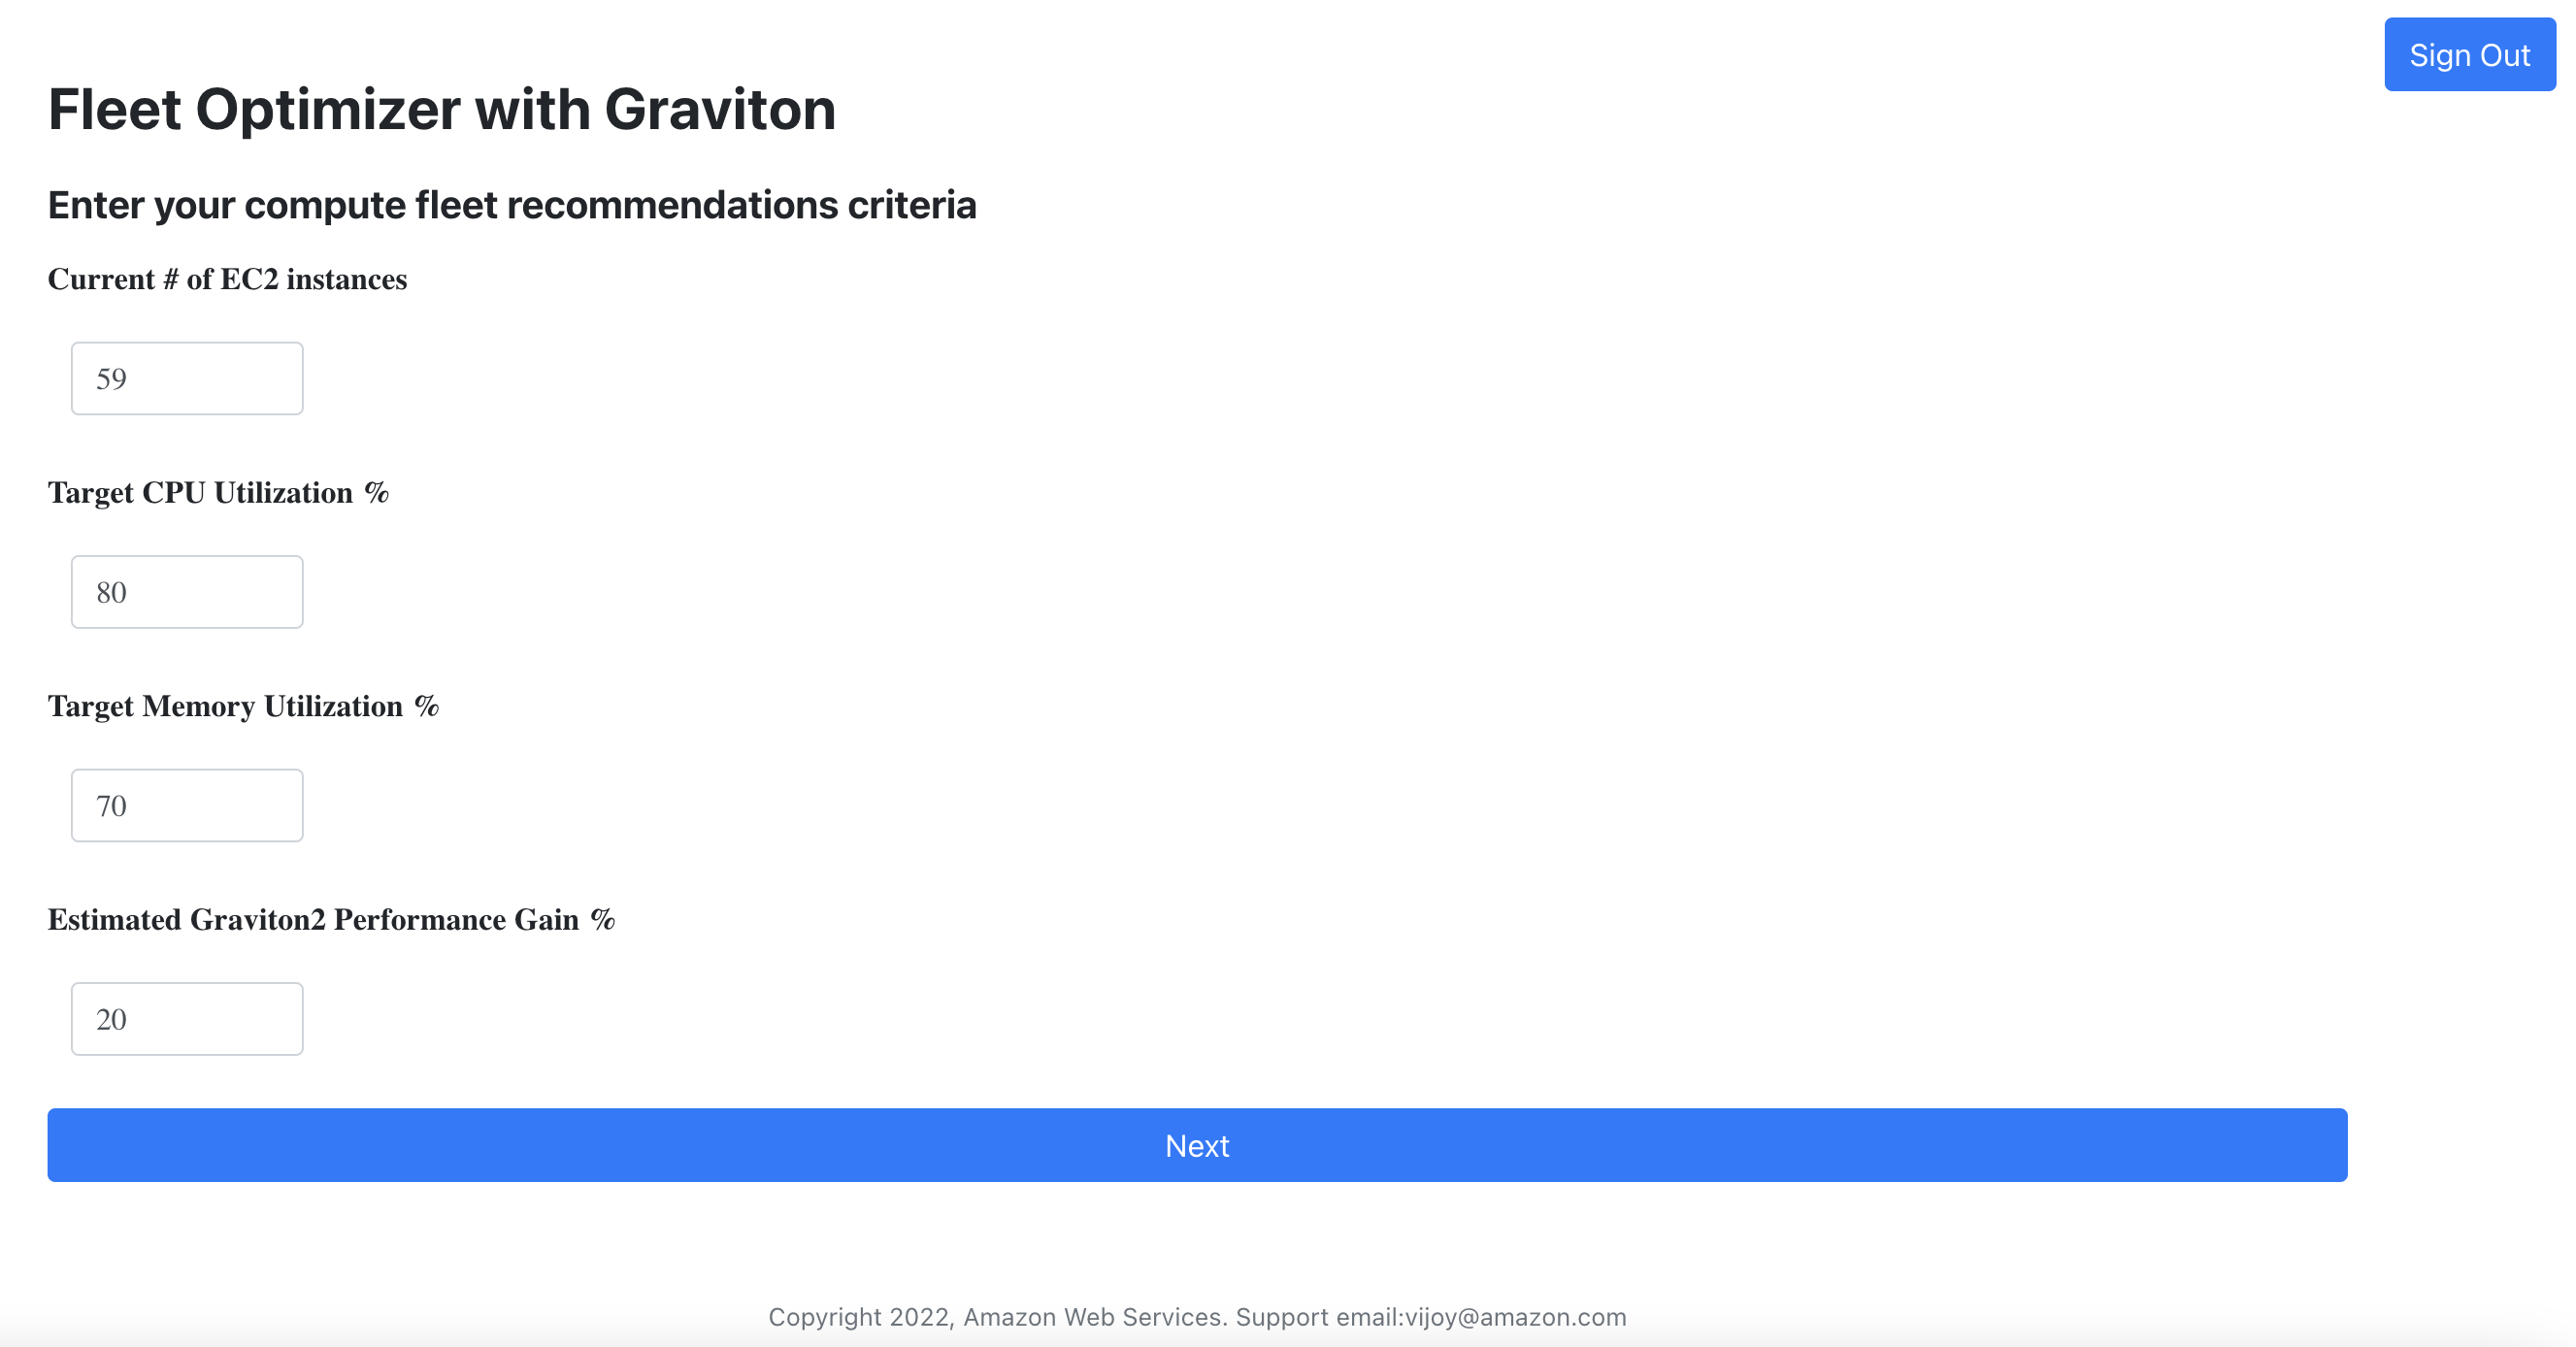 Sign Out
Fleet Optimizer with Graviton
Enter your compute fleet recommendations criteria
Current # of EC2 instances
59
Target CPU Utilization %
80
Target Memory Utilization %
70
Estimated Graviton2 Performance Gain %
20
Next
Copyright 2022, Amazon Web Services. Support email:vijoy@amazon.com